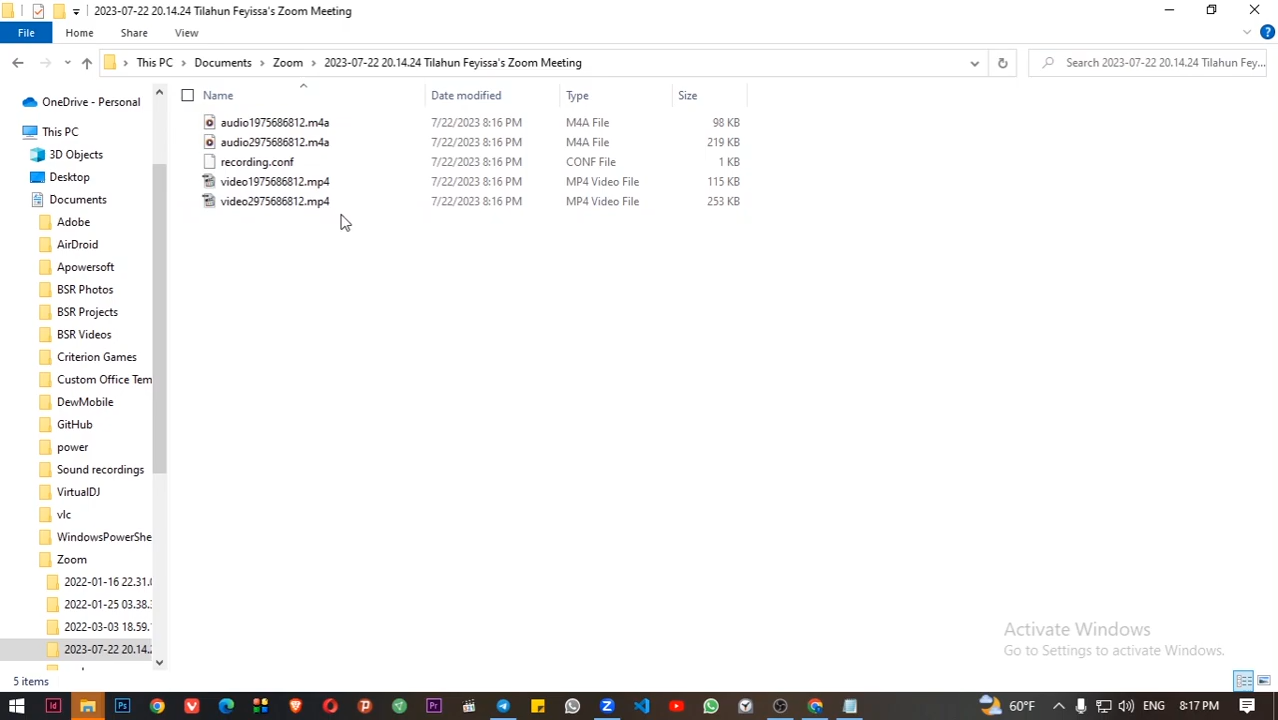 2023-07-22 20.14.24 Tilahun Feyissa's Zoom Meeting
File Home Share View
This PC Documents Zoom 2023-07-22 20.14.24 Tilahun Feyissa's Zoom Meeting
Search 2023-07-22 20.14.24 Tilahun Fey...
Name Date modified Type Size
audio1975686812.m4a 7/22/2023 8:16 PM M4A File 98 KB
audio2975686812.m4a 7/22/2023 8:16 PM M4A File 219 KB
recording.conf 7/22/2023 8:16 PM CONF File 1 KB
video1975686812.mp4 7/22/2023 8:16 PM MP4 Video File 115 KB
video2975686812.mp4 7/22/2023 8:16 PM MP4 Video File 253 KB
OneDrive - Personal
This PC
3D Objects
Desktop
Documents
Adobe
AirDroid
Apowersoft
BSR Photos
BSR Projects
BSR Videos
Criterion Games
Custom Office Tem
DewMobile
GitHub
power
Sound recordings
VirtualDJ
vlc
WindowsPowerShe
Zoom
2022-01-16 22.31.
2022-01-25 03.38.
2022-03-03 18.59.
2023-07-22 20.14.
Activate Windows
Go to Settings to activate Windows.
5 items
60°F
ENG
8:17 PM